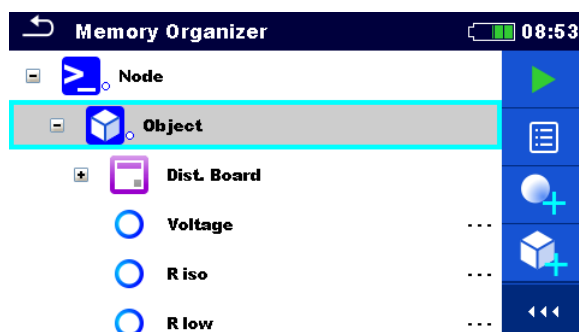 Memory Organizer 08:53
Node
Object
Dist. Board
Voltage ...
R iso ...
R low ...